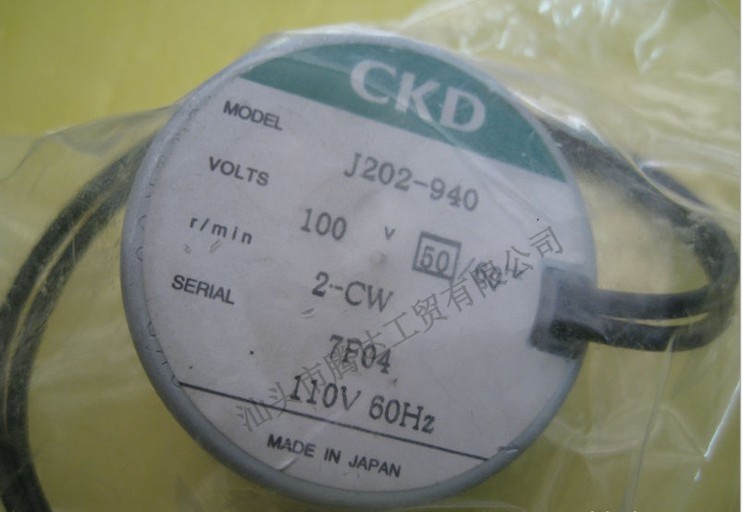 CKD
MODEL J202-940
VOLTS 100 V 50
r/min 2-CW
SERIAL 7F04
110V 60Hz
MADE IN JAPAN
汕头市腾达工贸有限公司